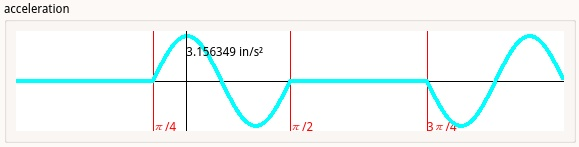 acceleration
3.156349 in/s²
π/4
π/2
3π/4